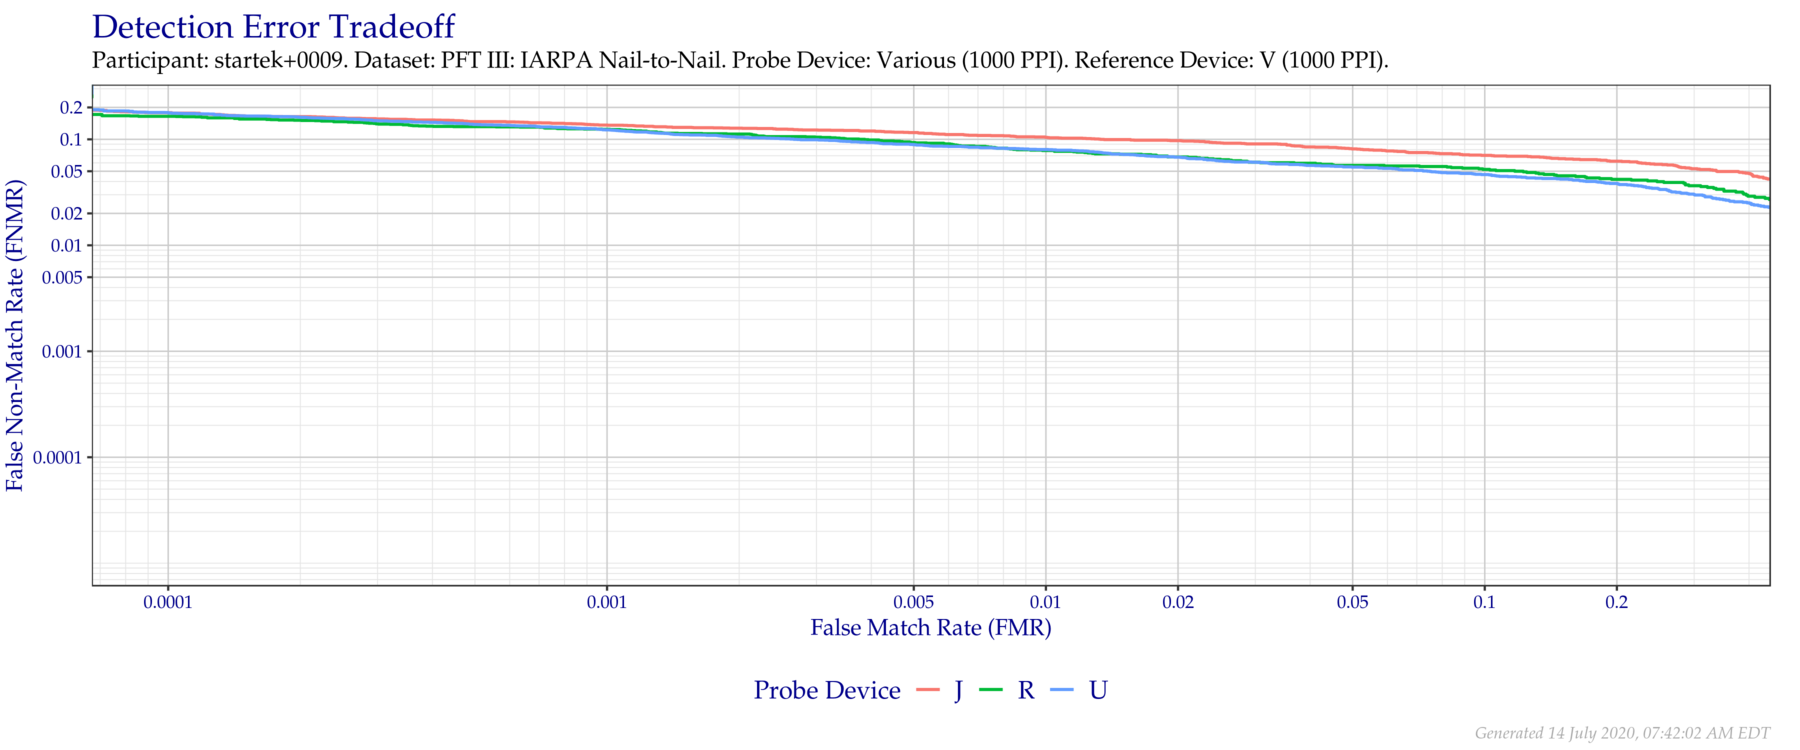 Detection Error Tradeoff
Participant: startek+0009. Dataset: PFT III: IARPA Nail-to-Nail. Probe Device: Various (1000 PPI). Reference Device: V (1000 PPI).
0.2
0.1
0.05
0.02
0.01
0.005
0.001
0.0001
False Non-Match Rate (FNMR)
0.0001 0.001 0.005 0.01 0.02 0.05 0.1 0.2
False Match Rate (FMR)
Probe Device J R U
Generated 14 July 2020, 07:42:02 AM EDT